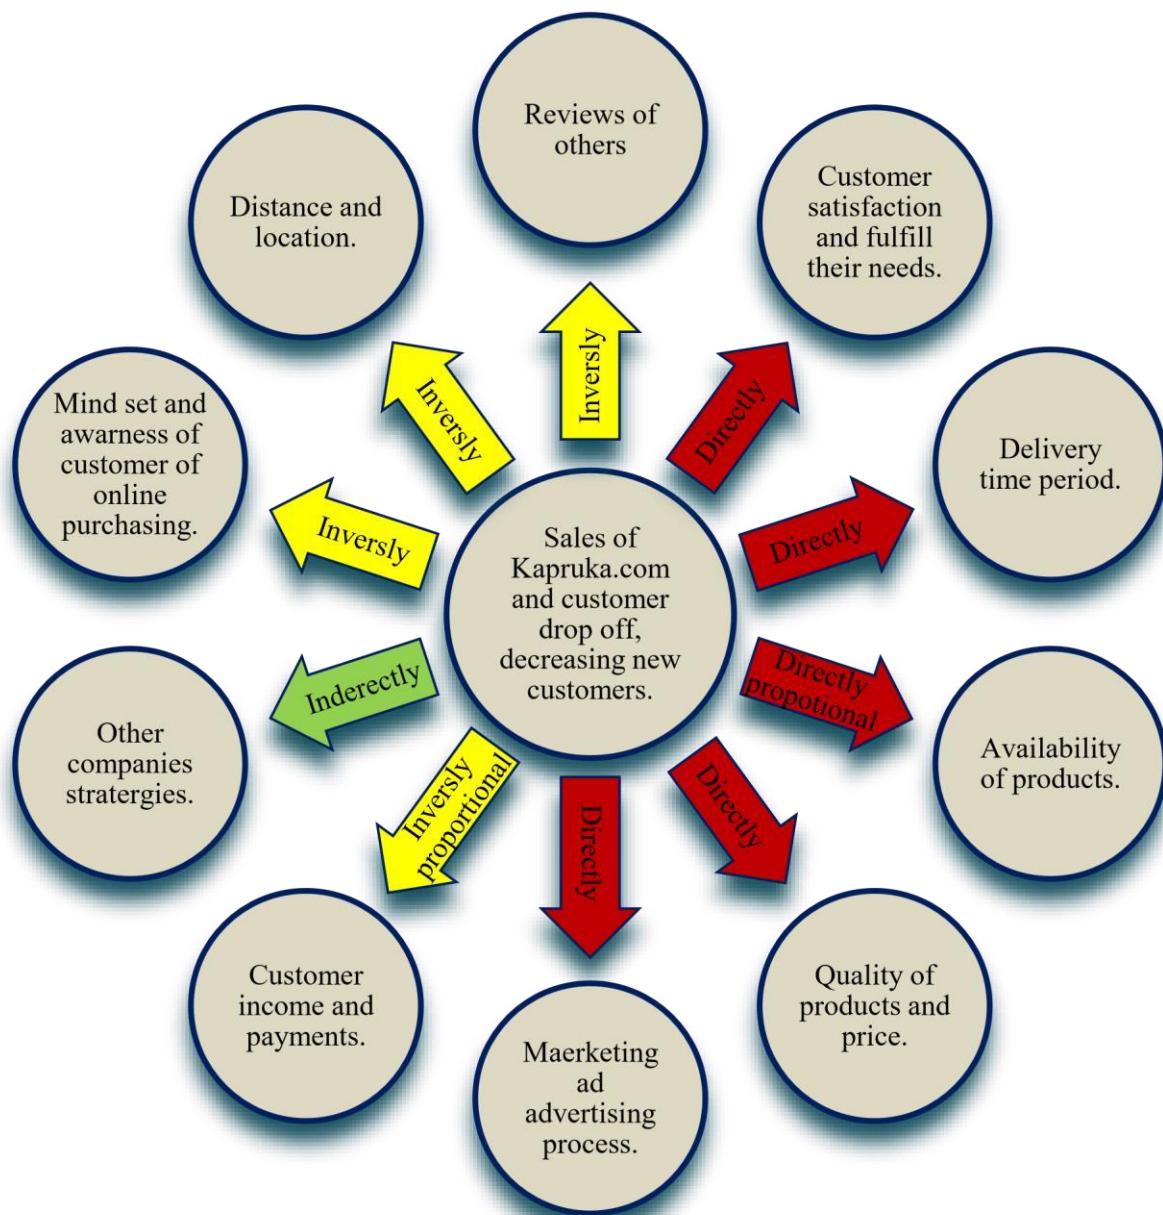 Reviews of
others
Customer
satisfaction
and fulfill
their needs.
Delivery
time period.
Availability
of products.
Quality of
products and
price.
Maerketing
ad
advertising
process.
Customer
income and
payments.
Other
companies
stratergies.
Mind set and
awarness of
customer of
online
purchasing.
Distance and
location.
Inversly
Directly
Directly
Directly
propotional
Directly
Directly
Inversly
proportional
Inderectly
Inversly
Inversly
Sales of
Kapruka.com
and customer
drop off,
decreasing new
customers.